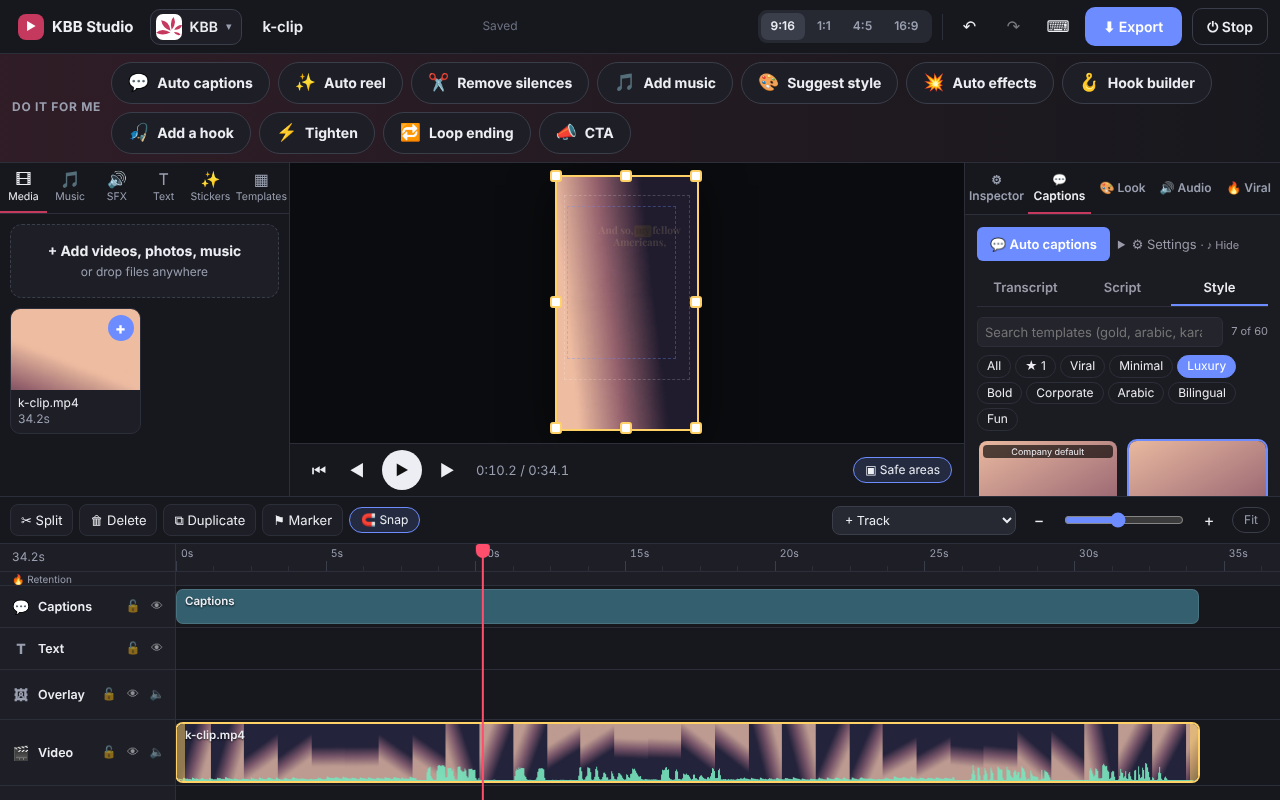 KBB Studio
KBB
k-clip
Saved
9:16 1:1 4:5 16:9
Export
Stop
DO IT FOR ME
Auto captions
Auto reel
Remove silences
Add music
Suggest style
Auto effects
Hook builder
Add a hook
Tighten
Loop ending
CTA
Media
Music
SFX
Text
Stickers
Templates
+ Add videos, photos, music
or drop files anywhere
k-clip.mp4
34.2s
And so, fellow
Americans,
0:10.2 / 0:34.1
Safe areas
Inspector
Captions
Look
Audio
Viral
Auto captions
Settings · ♪ Hide
Transcript
Script
Style
Search templates (gold, arabic, kara
7 of 60
All
★ 1
Viral
Minimal
Luxury
Bold
Corporate
Arabic
Bilingual
Fun
Company default
Split
Delete
Duplicate
Marker
Snap
+ Track
Fit
34.2s
0s 5s 15s 20s 25s 30s 35s
Retention
Captions
Captions
Text
Overlay
Video
k-clip.mp4